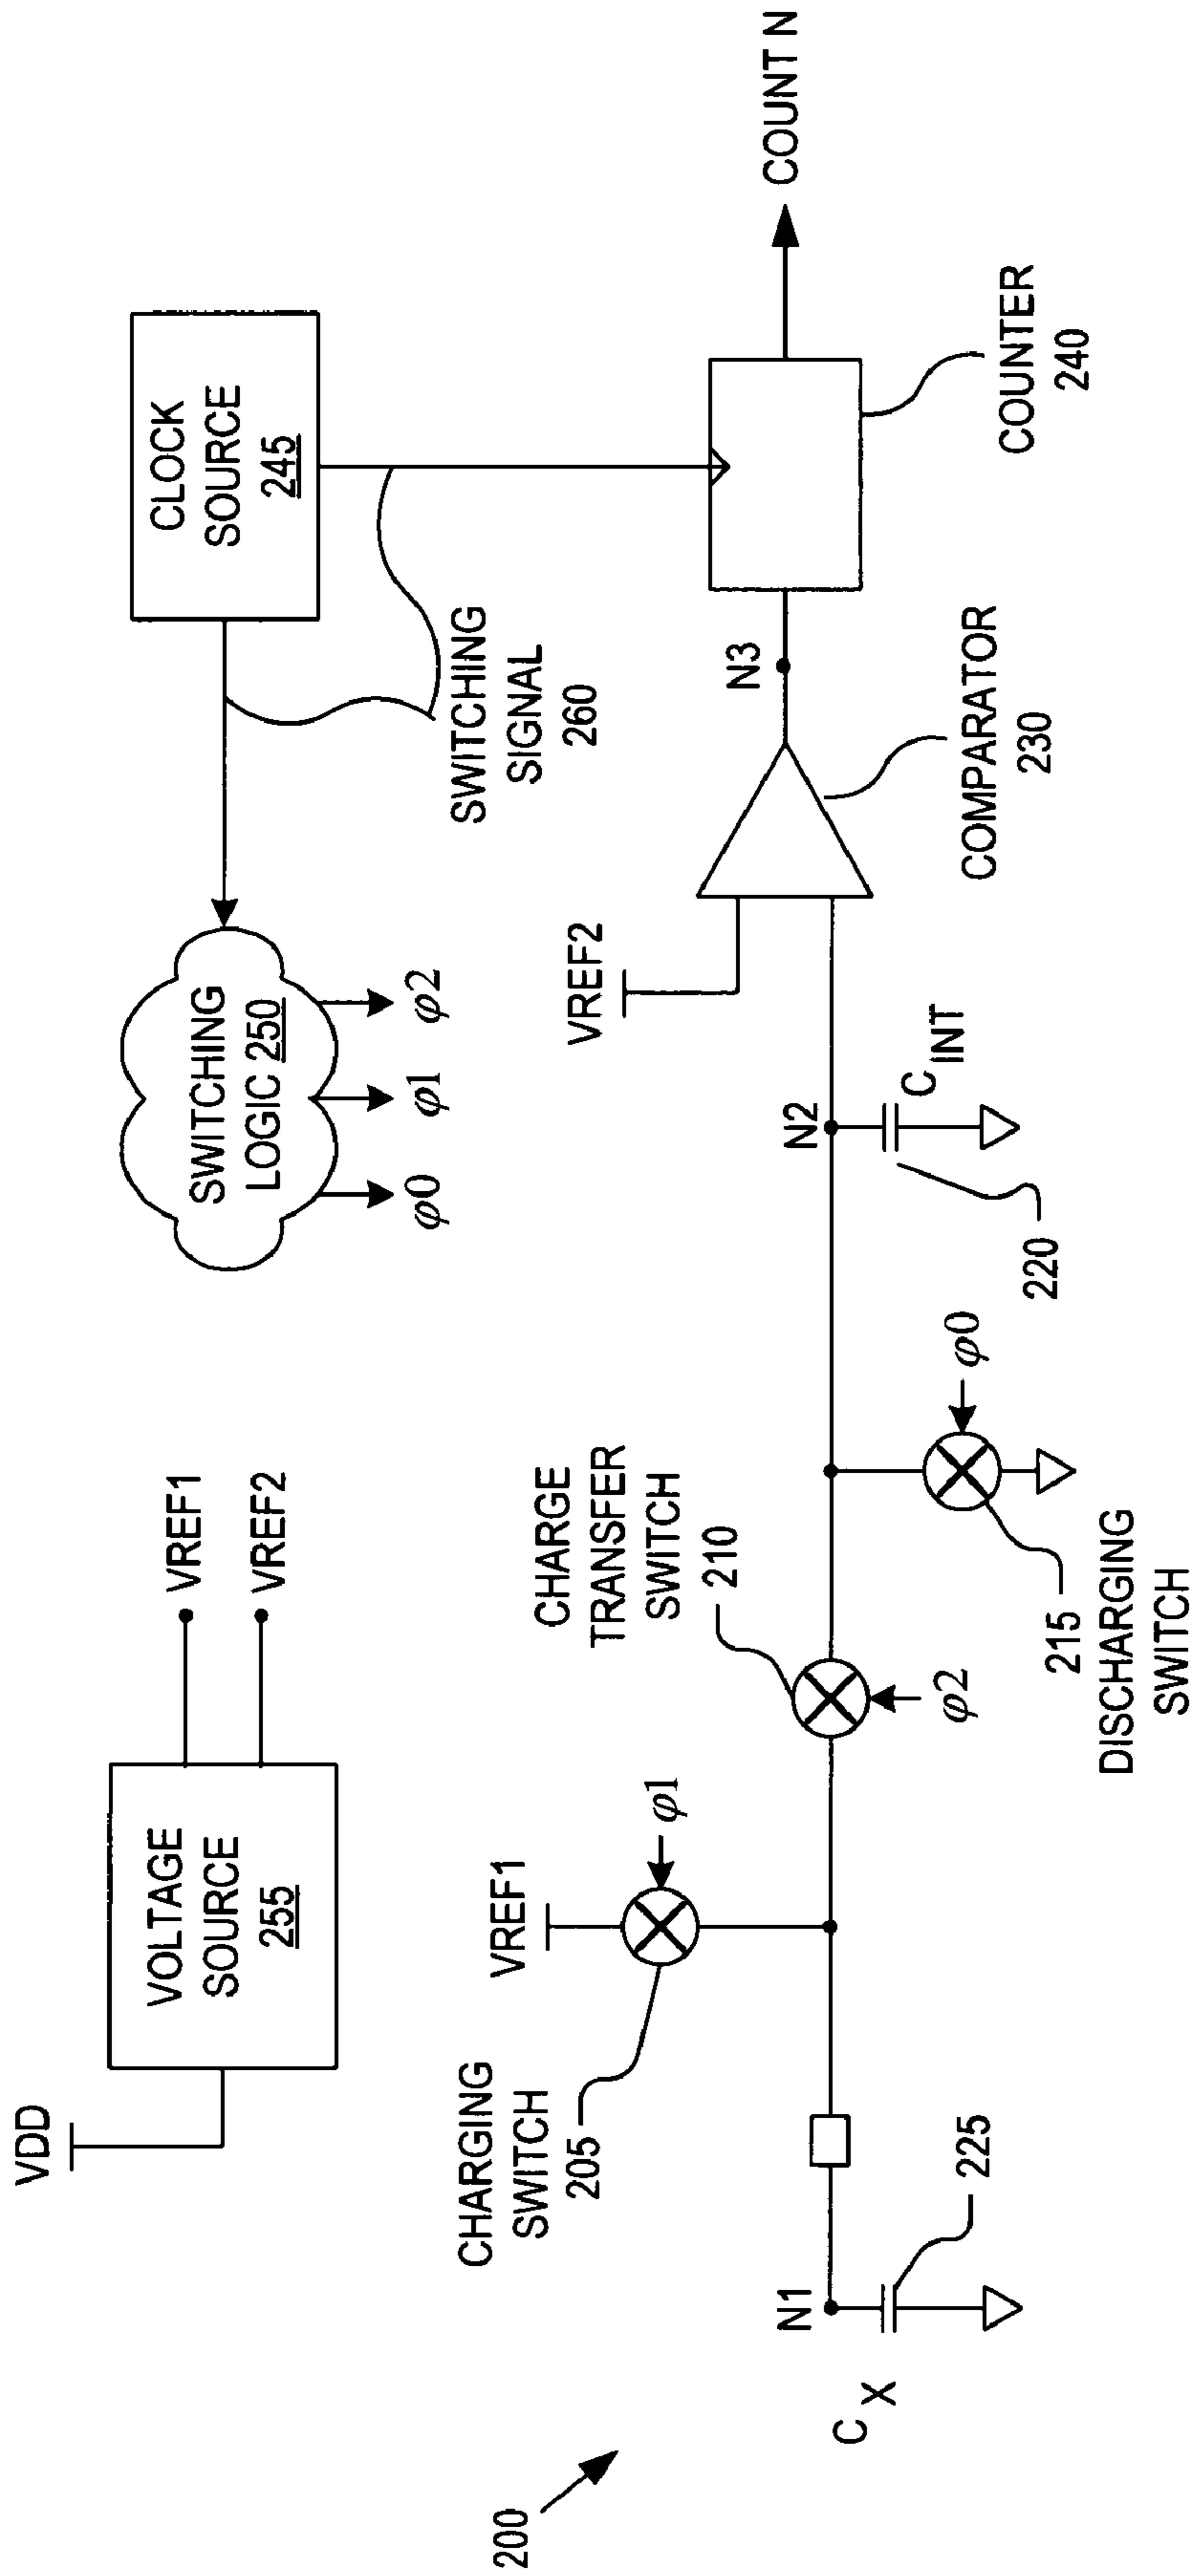 VDD
VOLTAGE
SOURCE
255
VREF1
VREF2
SWITCHING
LOGIC 250
φ0
φ1
φ2
CLOCK
SOURCE
245
SWITCHING
SIGNAL
260
200
C X
N1
225
CHARGING
SWITCH
205
VREF1
φ1
CHARGE
TRANSFER
SWITCH
210
φ2
φ0
215
DISCHARGING
SWITCH
N2
C INT
220
VREF2
COMPARATOR
230
N3
COUNTER
240
COUNT N